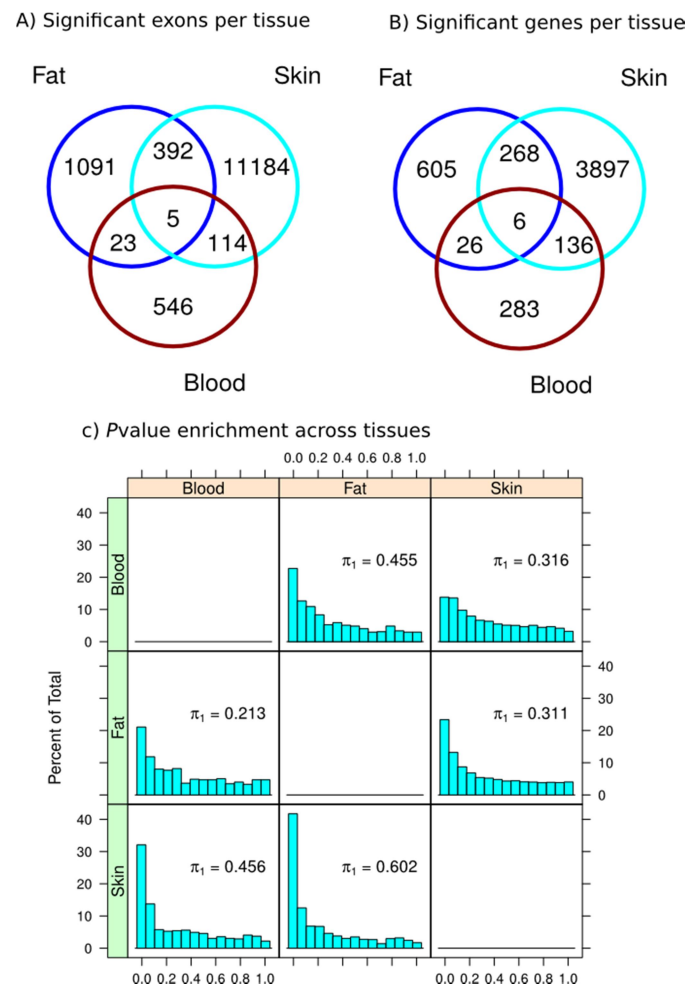 A) Significant exons per tissue
B) Significant genes per tissue
Fat
Skin
Fat
Skin
1091
392
11184
5
23
114
546
Blood
605
268
3897
6
26
136
283
Blood
c) Pvalue enrichment across tissues
0.0 0.2 0.4 0.6 0.8 1.0
Blood
Fat
Skin
Percent of Total
Blood
40
30
20
10
0
π1 = 0.455
π1 = 0.316
Fat
π1 = 0.213
π1 = 0.311
40
30
20
10
0
Skin
40
30
20
10
0
π1 = 0.456
π1 = 0.602
0.0 0.2 0.4 0.6 0.8 1.0
0.0 0.2 0.4 0.6 0.8 1.0